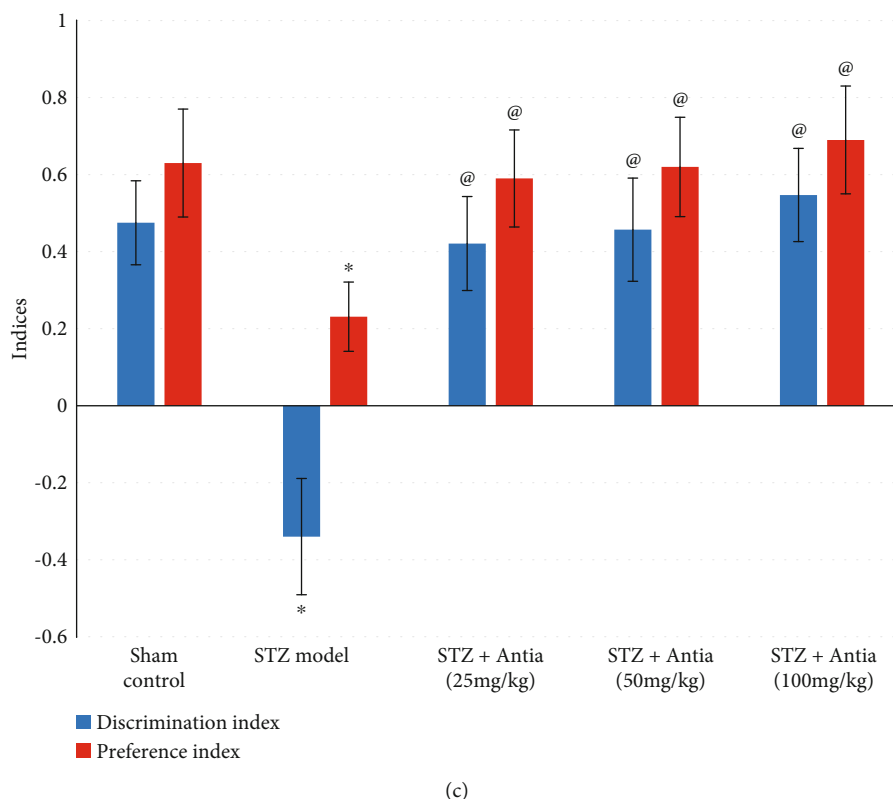 1
0.8
0.6
0.4
0.2
0
-0.2
-0.4
-0.6
Indices
*
*
@
@
@
@
@
@
Sham
control
STZ model
STZ + Antia
(25mg/kg)
STZ + Antia
(50mg/kg)
STZ + Antia
(100mg/kg)
Discrimination index
Preference index
(c)